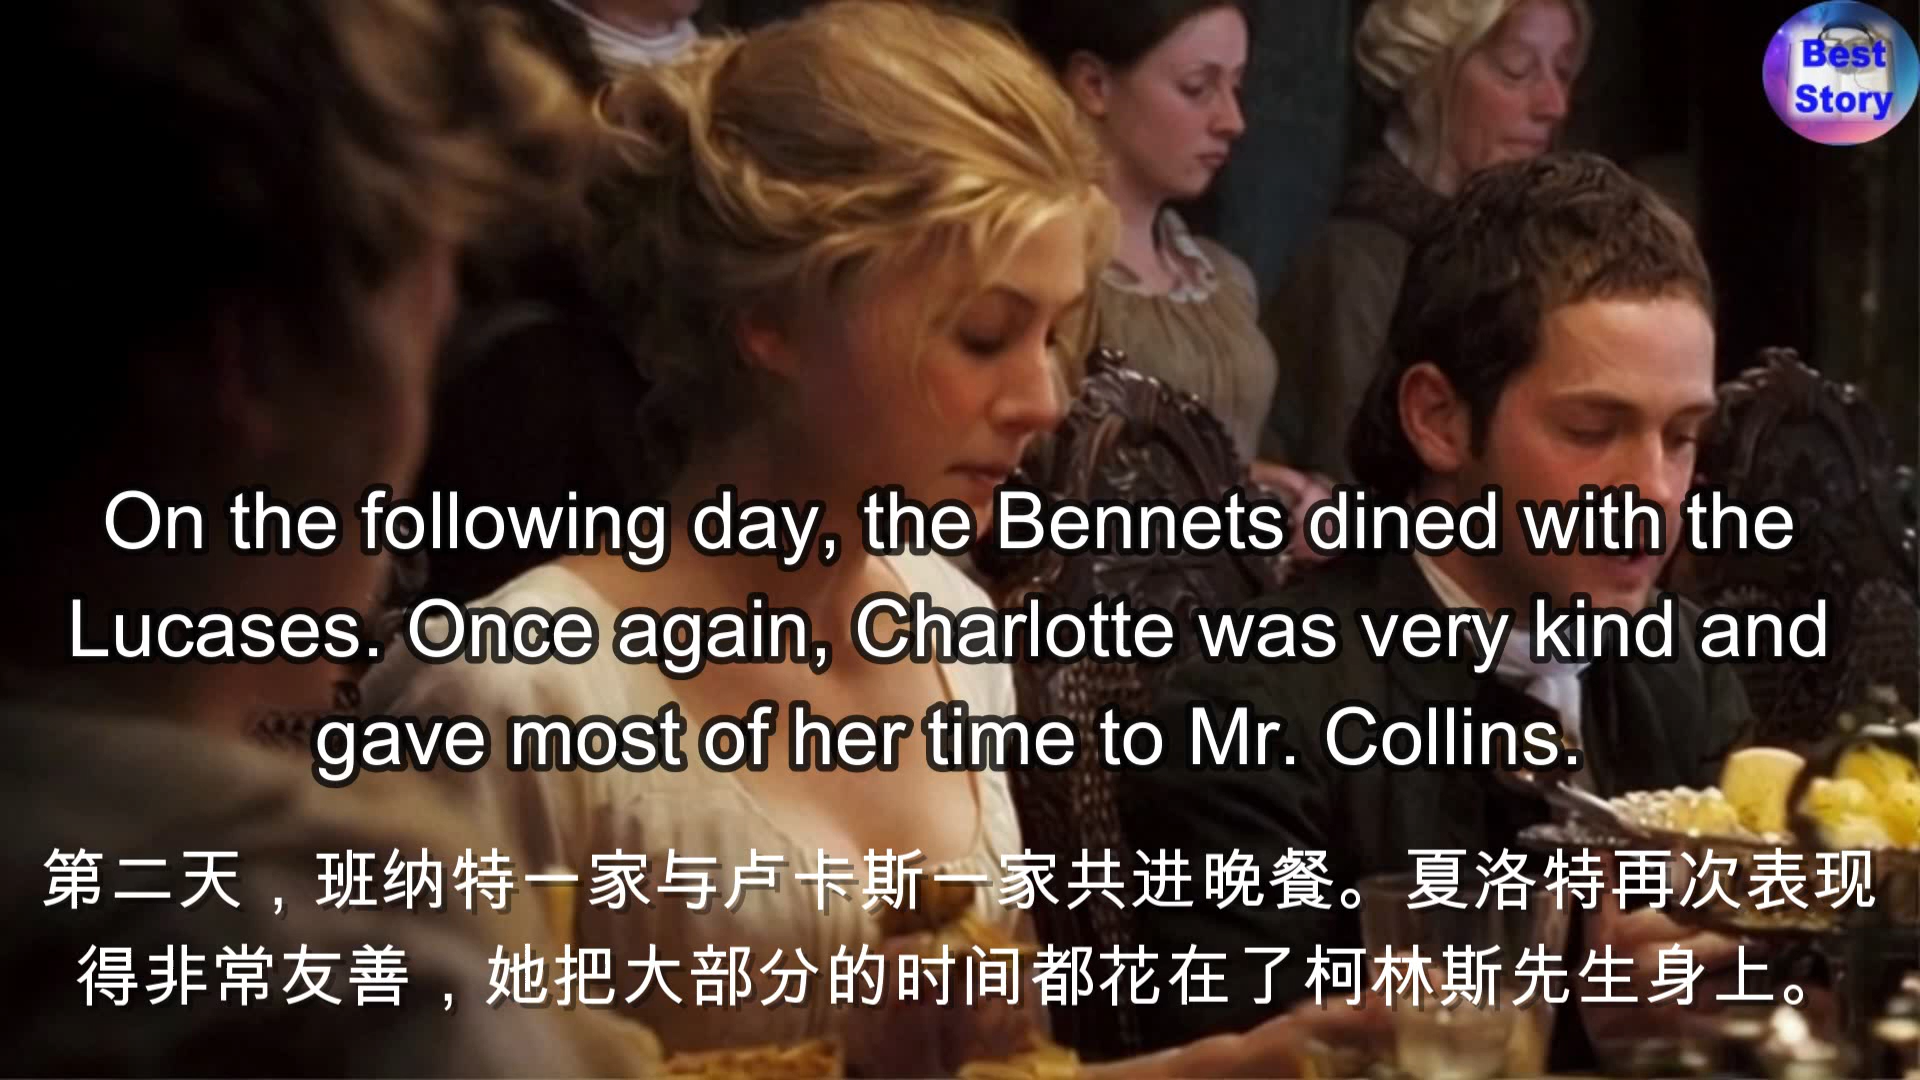 Best
Story
On the following day, the Bennets dined with the
Lucases. Once again, Charlotte was very kind and
gave most of her time to Mr. Collins.
第二天，班纳特一家与卢卡斯一家共进晚餐。夏洛特再次表现
得非常友善，她把大部分的时间都花在了柯林斯先生身上。